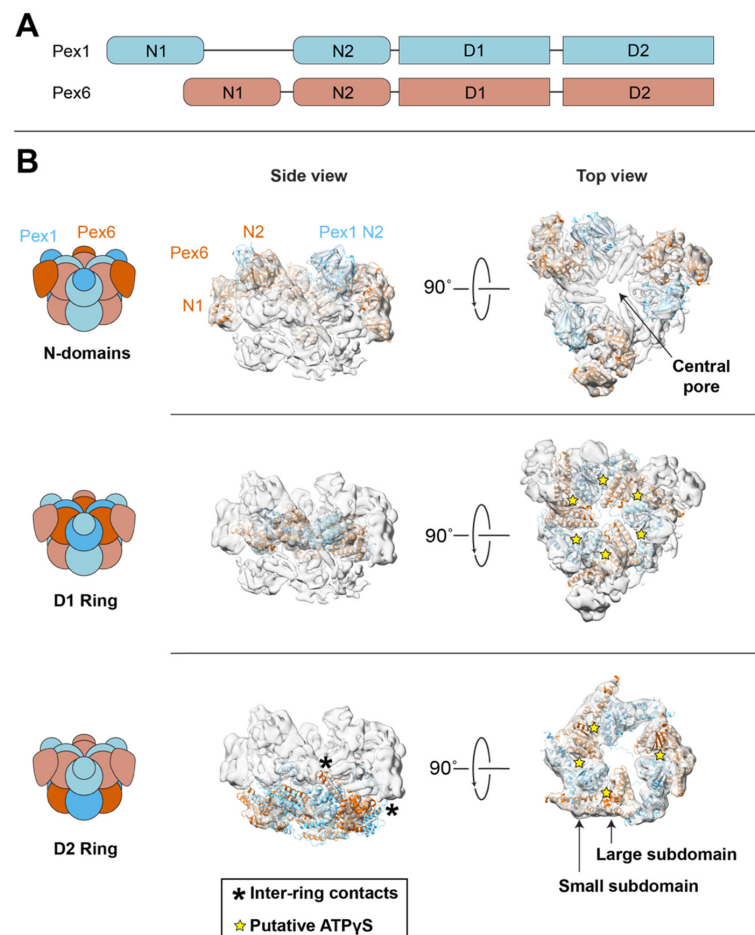 A
Pex1 N1 N2 D1 D2
Pex6 N1 N2 D1 D2
B
Side view Top view
Pex1 Pex6 N2 Pex1 N2
Pex6
N1
90°
N-domains
Central
pore
90°
D1 Ring
*
90°
*
D2 Ring
Large subdomain
Small subdomain
* Inter-ring contacts
Putative ATPγS